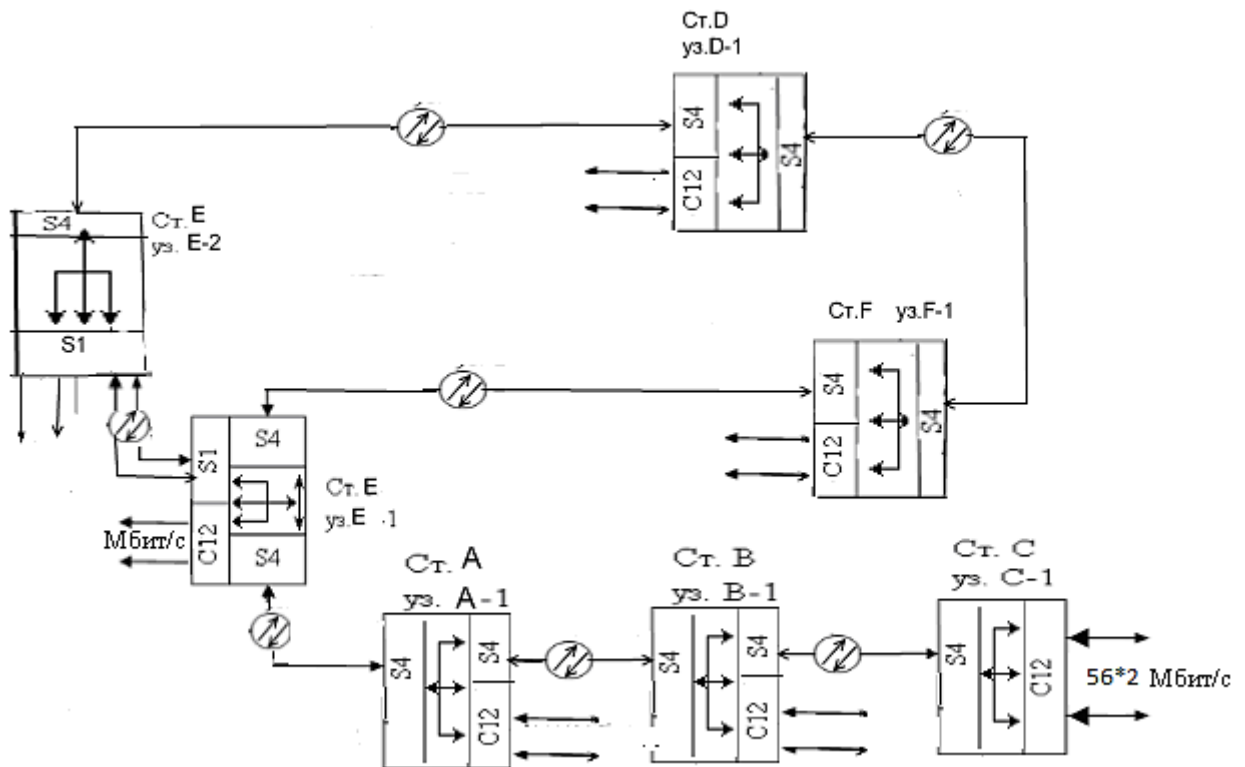 Ст.D
уз.D-1
S4
C12
S4
S4
Ст.E
уз. E-2
S1
Ст.F уз.F-1
S4
C12
S4
S4
S1
C12
S4
Ст.E
уз.E .1
Мбит/с
Ст. A
уз. A-1
S4
S4
C12
Ст. B
уз. B-1
S4
S4
C12
Ст. C
уз. C-1
S4
C12
56*2 Мбит/с